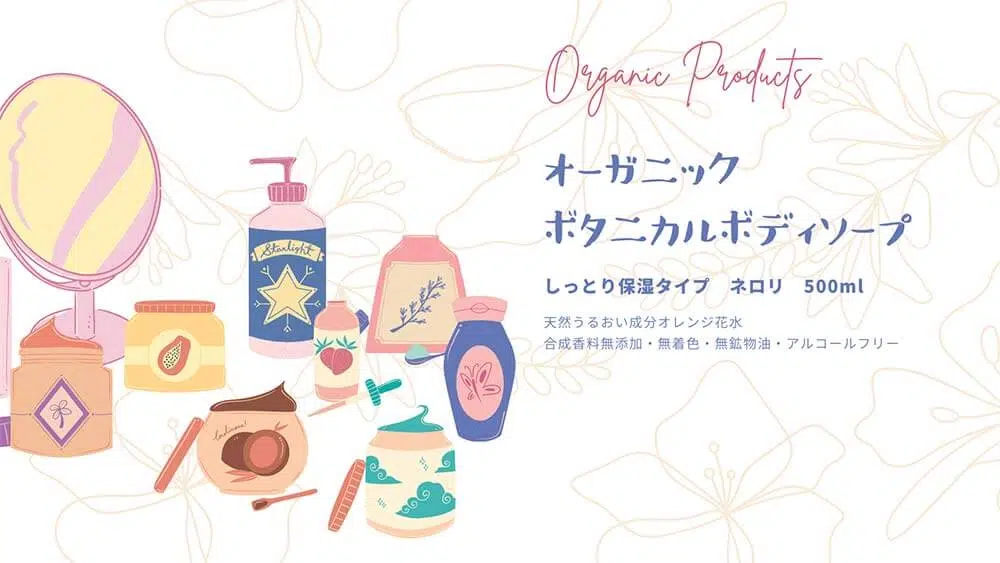 Organic Products
オーガニック
ボタニカルボディソープ
しっとり保湿タイプ ネロリ 500ml
天然うるおい成分オレンジ花水
合成香料無添加・無着色・無鉱物油・アルコールフリー
Starlight